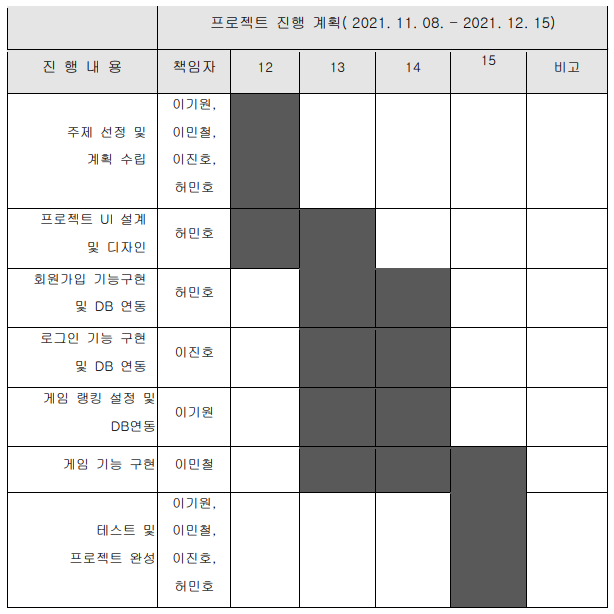 프로젝트 진행 계획( 2021. 11. 08. - 2021. 12. 15)
진 행 내 용 책임자 12 13 14 15 비고
주제 선정 및
계획 수립
이기원,
이민철,
이진호,
허민호
프로젝트 UI 설계
및 디자인
허민호
회원가입 기능구현
및 DB 연동
허민호
로그인 기능 구현
및 DB 연동
이진호
게임 랭킹 설정 및
DB연동
이기원
게임 기능 구현 이민철
테스트 및
프로젝트 완성
이기원,
이민철,
이진호,
허민호